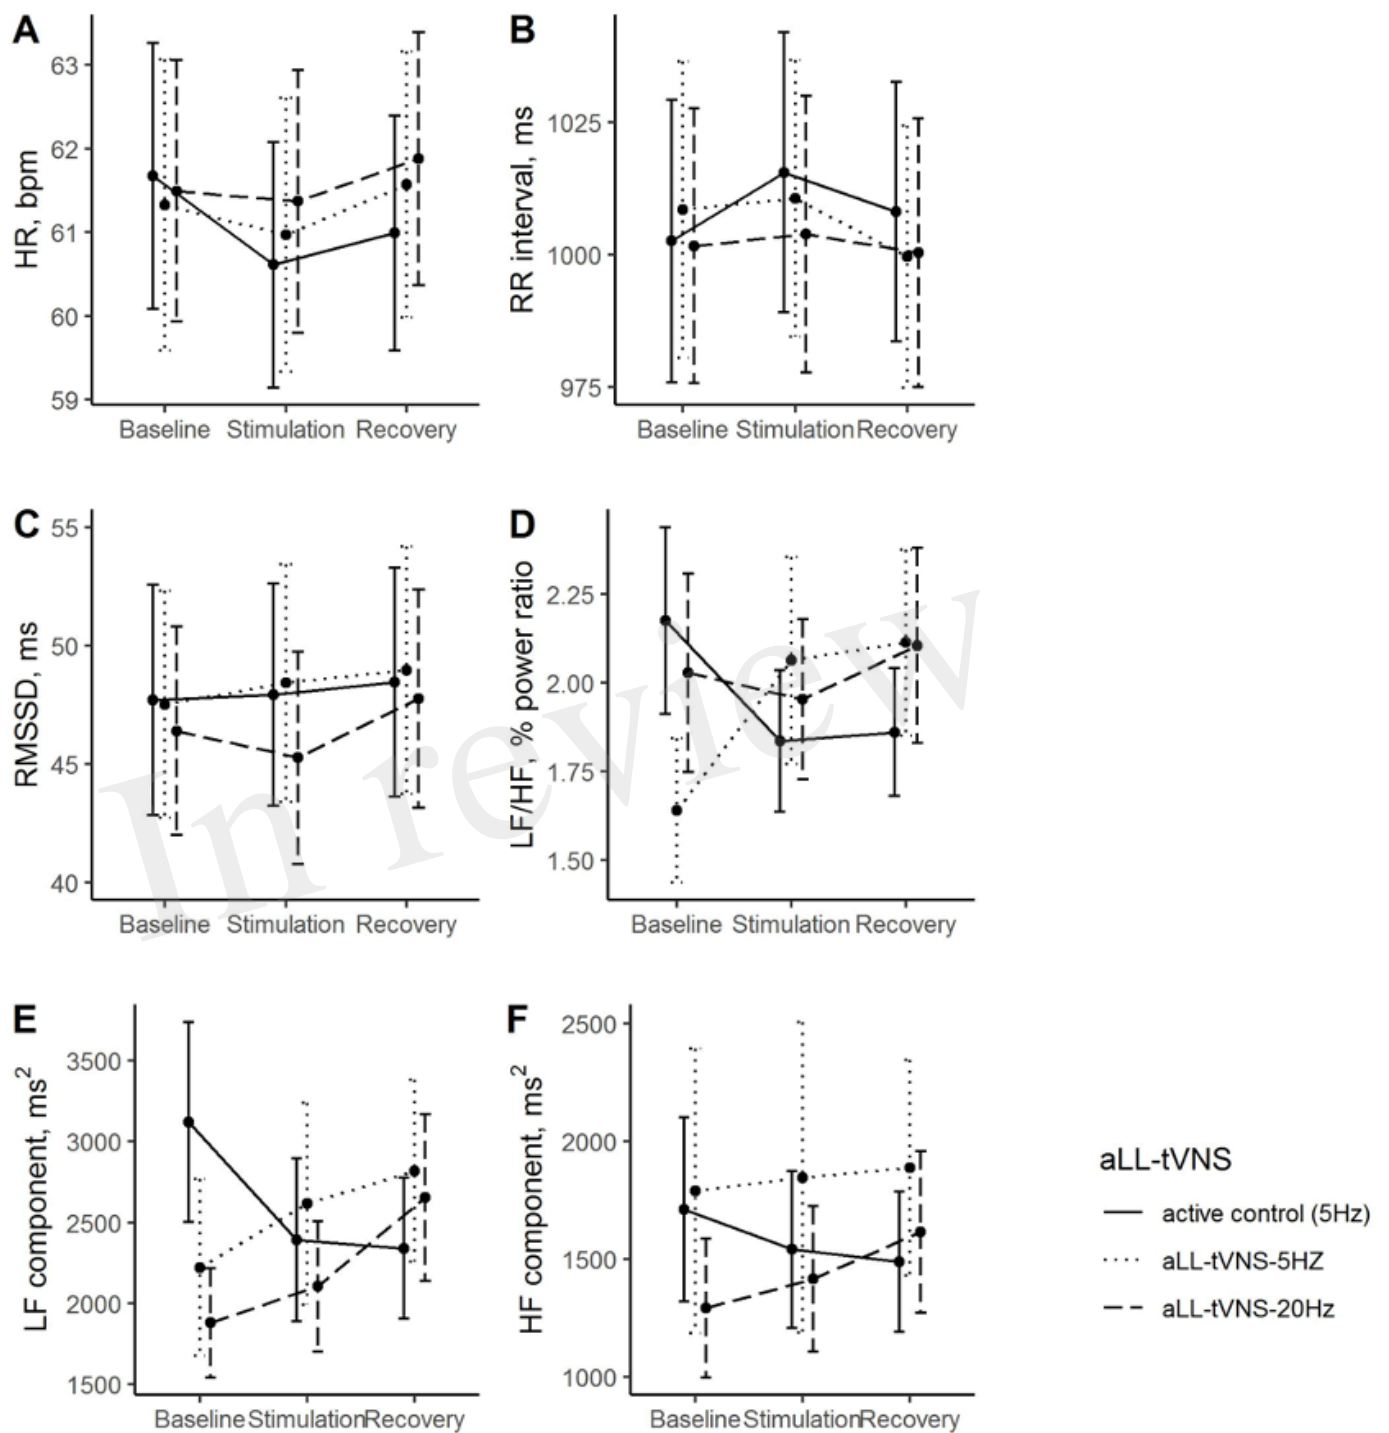 A
HR, bpm
63
62
61
60
59
Baseline Stimulation Recovery
B
RR interval, ms
1025
1000
975
Baseline Stimulation Recovery
C
RMSSD, ms
55
50
45
40
Baseline Stimulation Recovery
D
LF/HF, % power ratio
2.25
2.00
1.75
1.50
Baseline Stimulation Recovery
In review
E
LF component, ms²
3500
3000
2500
2000
1500
Baseline Stimulation Recovery
F
HF component, ms²
2500
2000
1500
1000
Baseline Stimulation Recovery
aLL-tVNS
active control (5Hz)
aLL-tVNS-5HZ
aLL-tVNS-20Hz